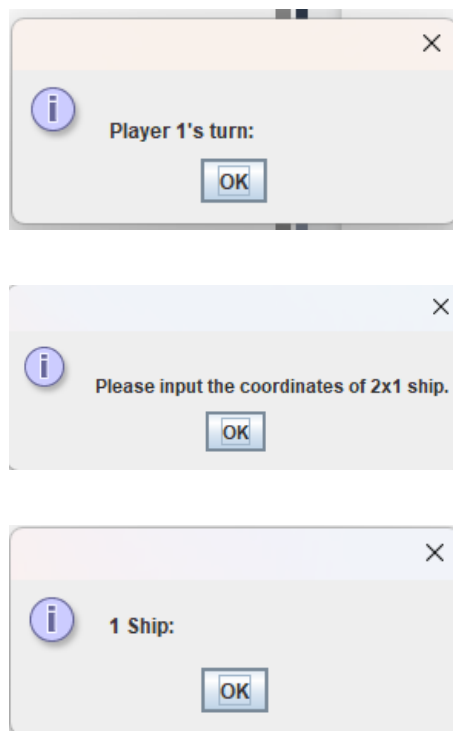 Player 1's turn:
OK
Please input the coordinates of 2x1 ship.
OK
1 Ship:
OK